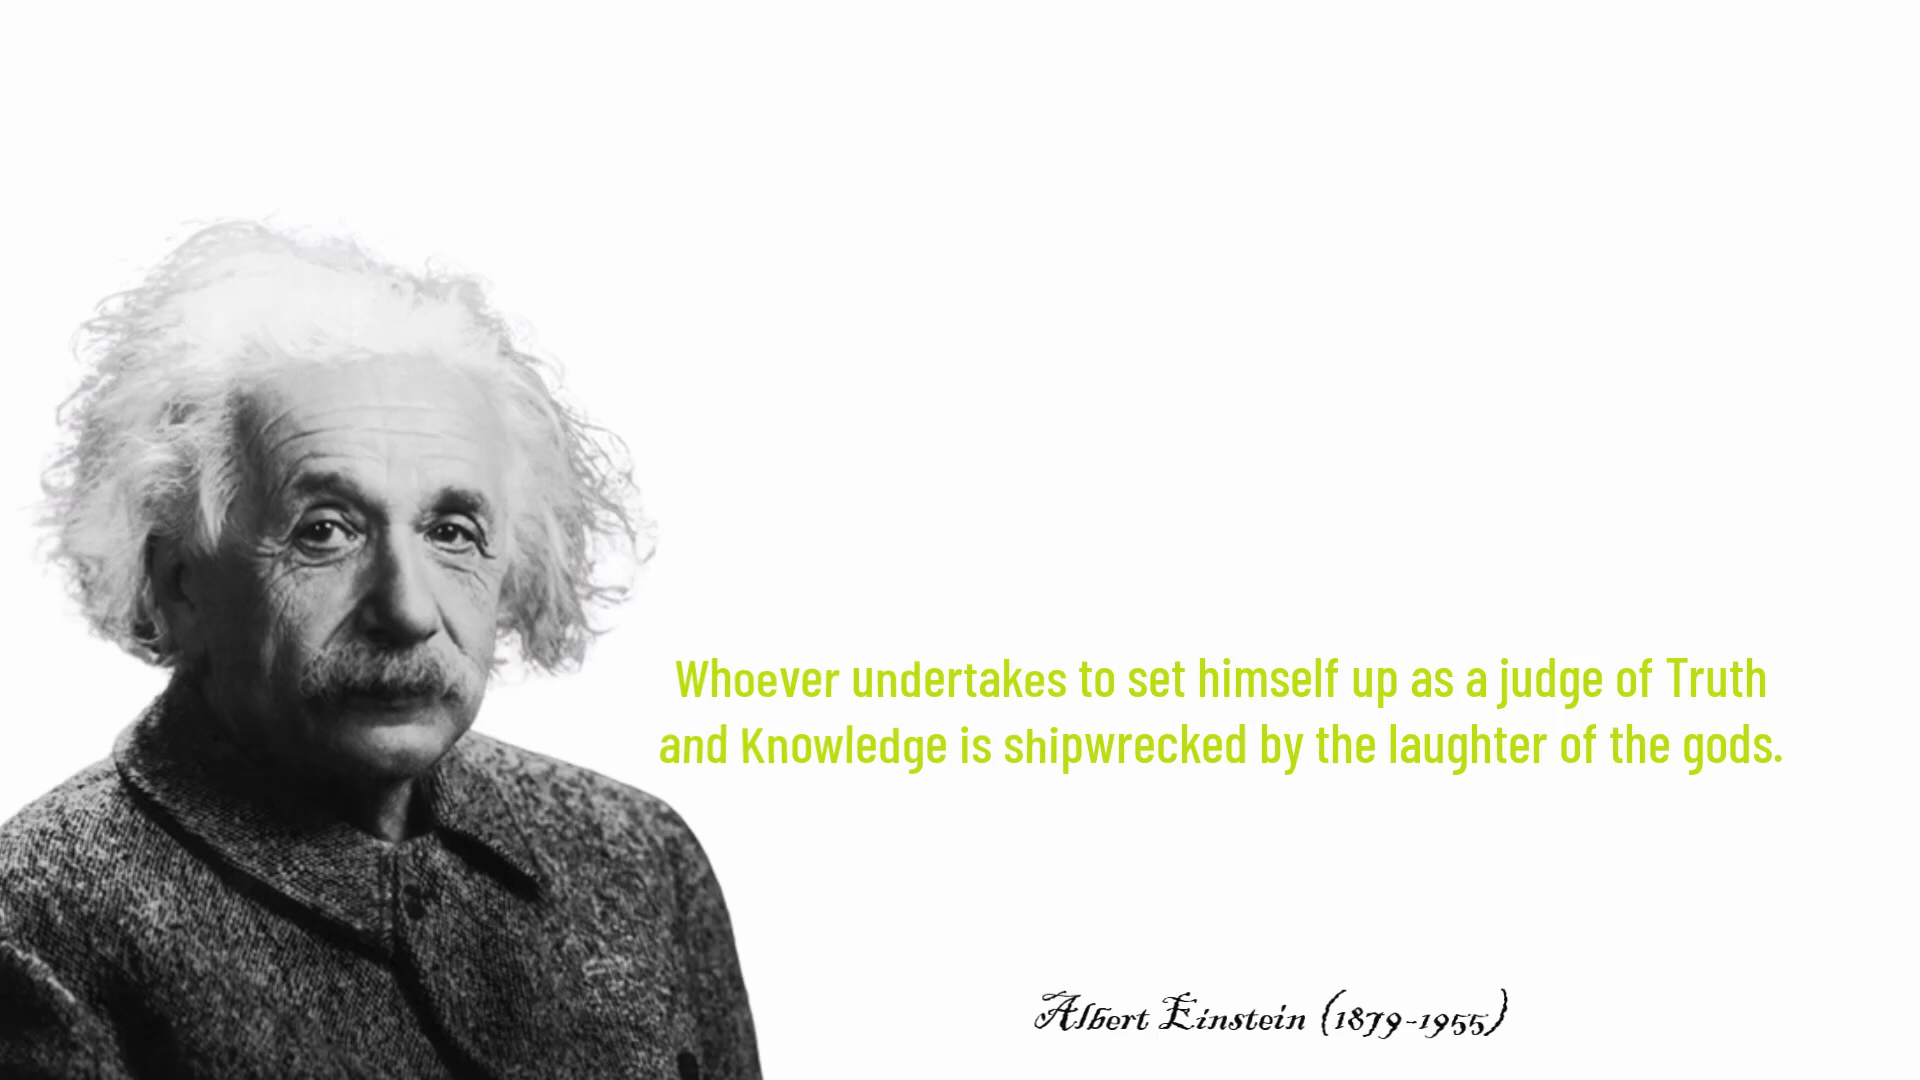 Whoever undertakes to set himself up as a judge of Truth
and Knowledge is shipwrecked by the laughter of the gods.
Albert Einstein (1879-1955)